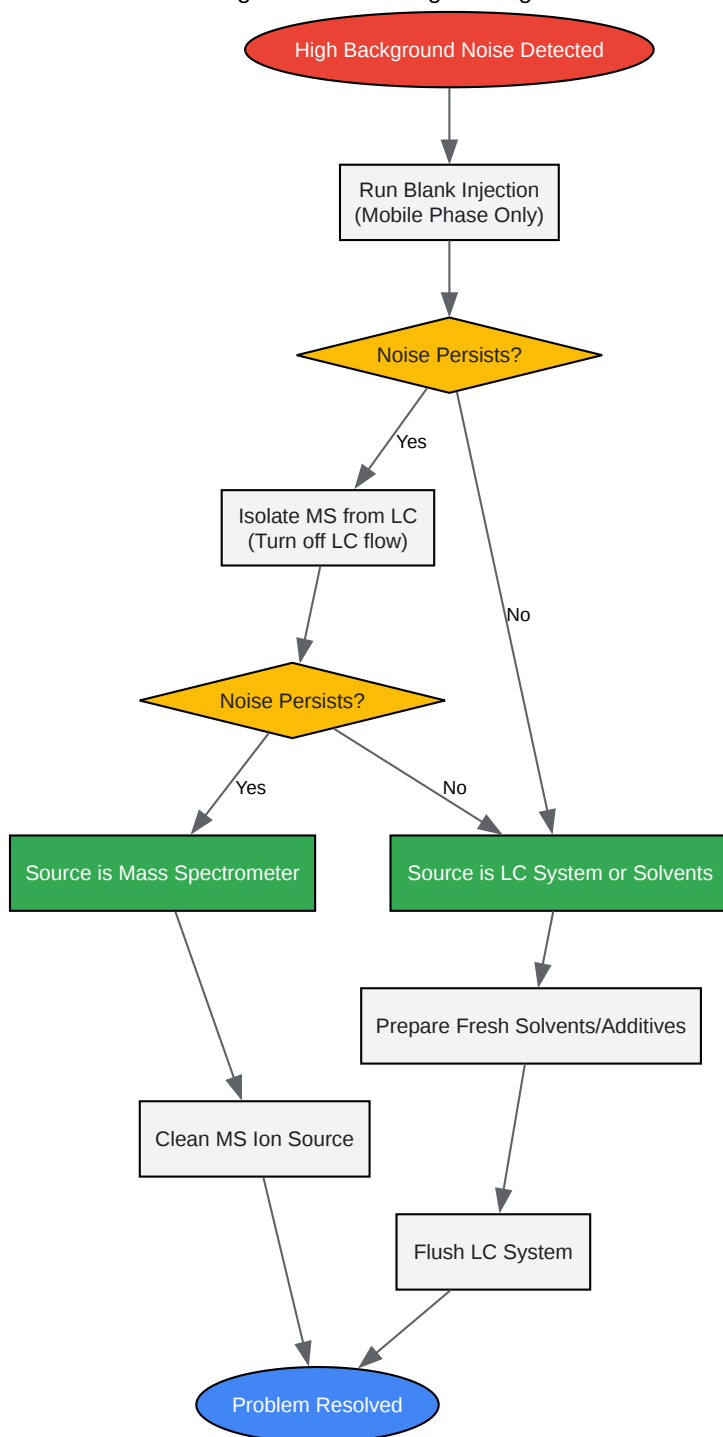 High Background Noise Detected
Run Blank Injection
(Mobile Phase Only)
Noise Persists?
Yes
Isolate MS from LC
(Turn off LC flow)
No
Noise Persists?
Yes
No
Source is Mass Spectrometer
Source is LC System or Solvents
Prepare Fresh Solvents/Additives
Clean MS Ion Source
Flush LC System
Problem Resolved